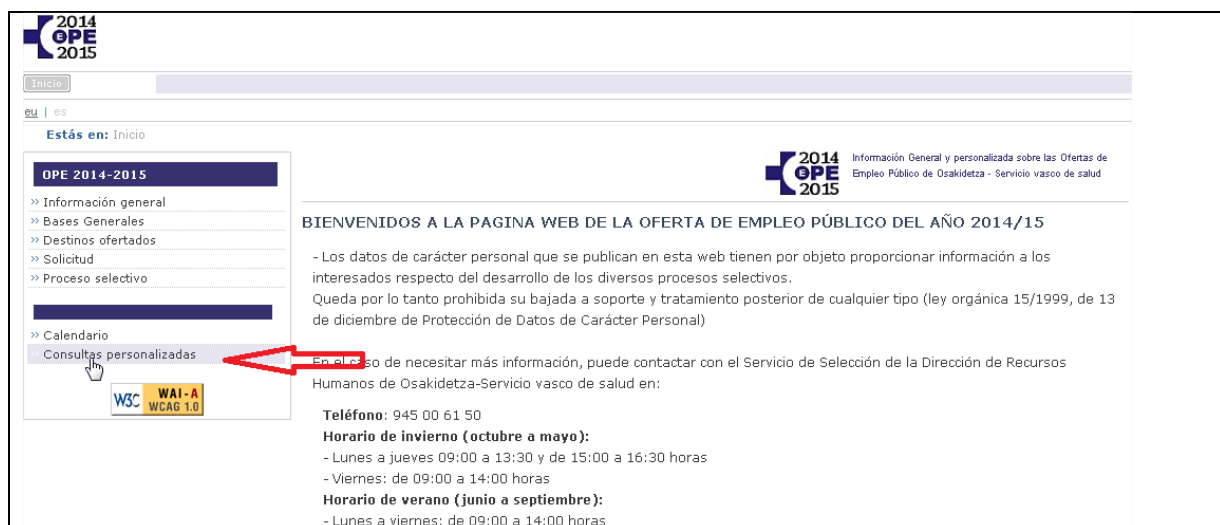 2014
OPE
2015
Inicio
eu | es
Estás en: Inicio
OPE 2014-2015
» Información general
» Bases Generales
» Destinos ofertados
» Solicitud
» Proceso selectivo
» Calendario
» Consultas personalizadas
W3C WAI-A
WCAG 1.0
2014
OPE
2015
Información General y personalizada sobre las Ofertas de
Empleo Público de Osakidetza - Servicio vasco de salud
BIENVENIDOS A LA PAGINA WEB DE LA OFERTA DE EMPLEO PÚBLICO DEL AÑO 2014/15
- Los datos de carácter personal que se publican en esta web tienen por objeto proporcionar información a los
interesados respecto del desarrollo de los diversos procesos selectivos.
Queda por lo tanto prohibida su bajada a soporte y tratamiento posterior de cualquier tipo (ley orgánica 15/1999, de 13
de diciembre de Protección de Datos de Carácter Personal)
En el caso de necesitar más información, puede contactar con el Servicio de Selección de la Dirección de Recursos
Humanos de Osakidetza-Servicio vasco de salud en:
Teléfono: 945 00 61 50
Horario de invierno (octubre a mayo):
- Lunes a jueves 09:00 a 13:30 y de 15:00 a 16:30 horas
- Viernes: de 09:00 a 14:00 horas
Horario de verano (junio a septiembre):
- Lunes a viernes: de 09:00 a 14:00 horas